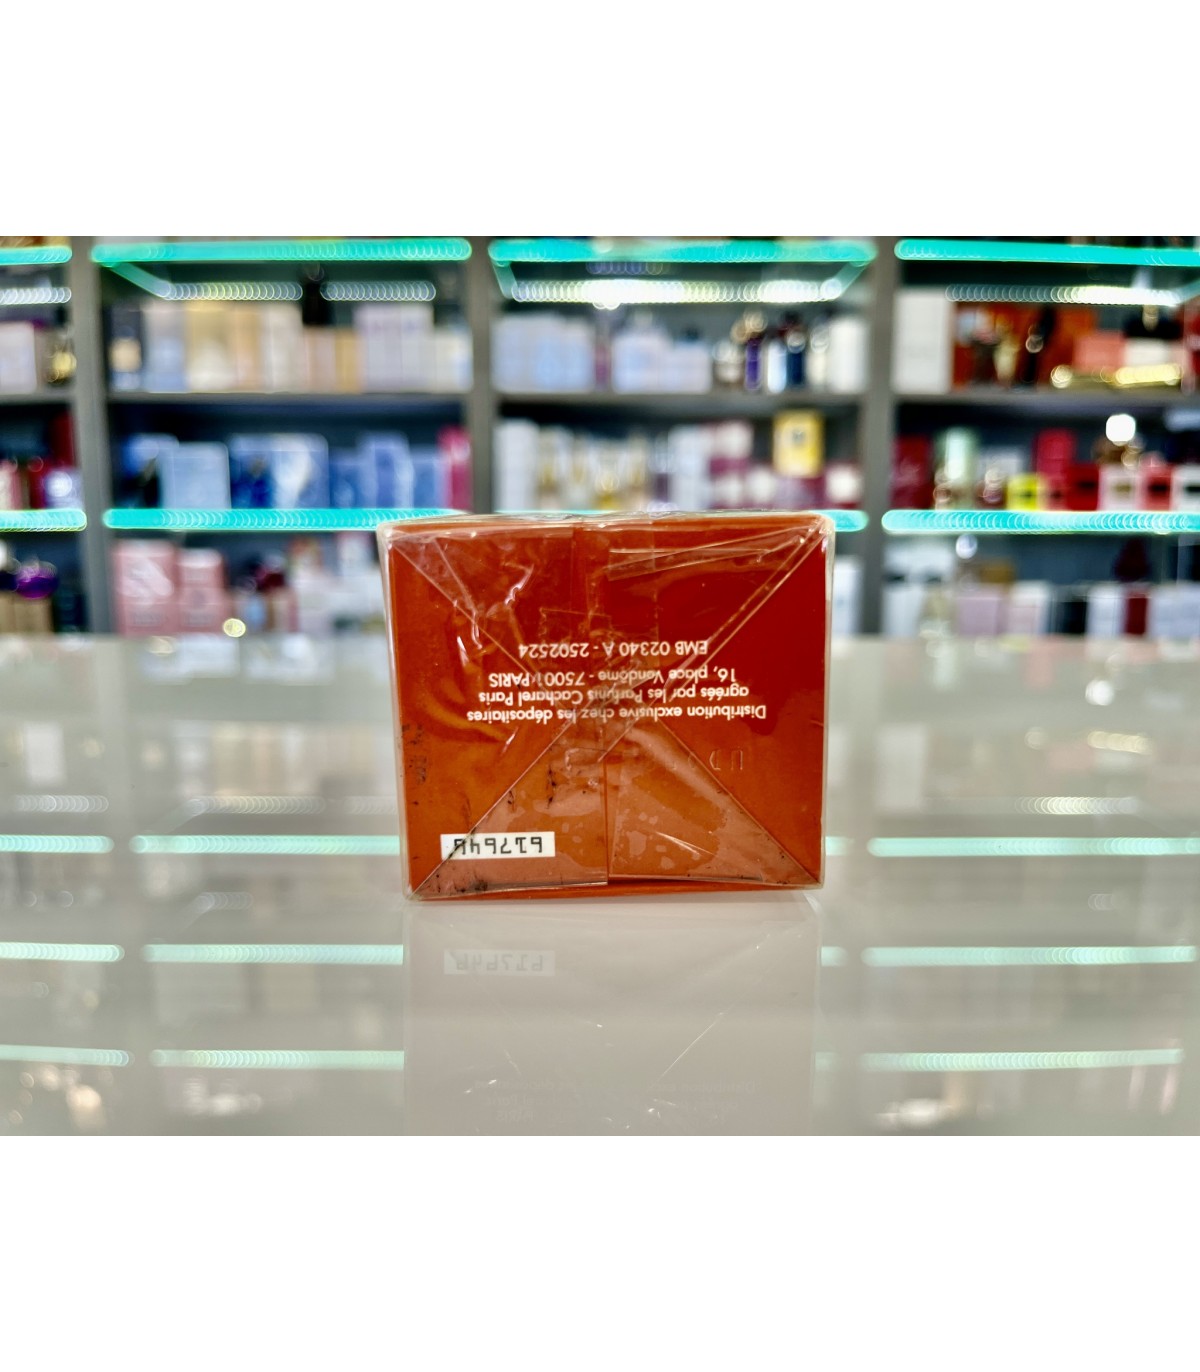 Distribution exclusive chez les dépositaires
agréés par les Parfums Cacharel Paris
16, place Vendôme - 75001 PARIS
EMB 02340 A - 2502524